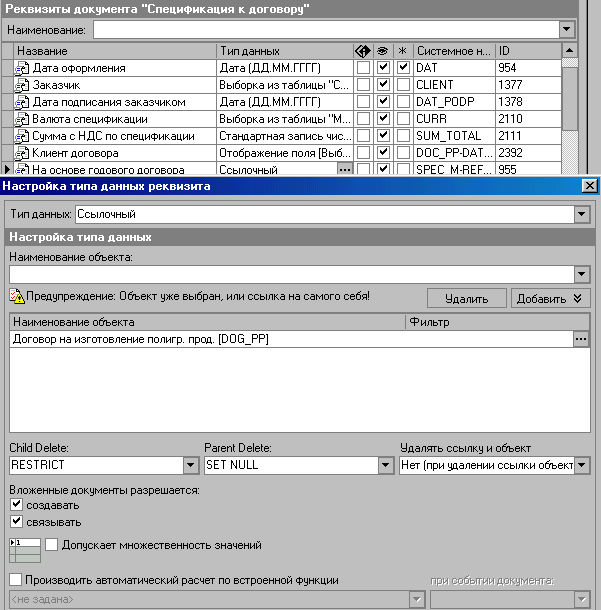 Реквизиты документа "Спецификация к договору"
Наименование:
Название Тип данных * Системное н... ID
Дата оформления Дата (ДД.ММ.ГГГГ) DAT 954
Заказчик Выборка из таблицы "С... CLIENT 1377
Дата подписания заказчиком Дата (ДД.ММ.ГГГГ) DAT_PODP 1378
Валюта спецификации Выборка из таблицы "М... CURR 2110
Сумма с НДС по спецификации Стандартная запись чис... SUM_TOTAL 2111
Клиент договора Отображение поля (Выб... DOC_PP-DAT... 2392
На основе годового договора Ссылочный ... SPEC_M-REF... 955
Настройка типа данных реквизита
Тип данных: Ссылочный
Настройка типа данных
Наименование объекта:
Предупреждение: Объект уже выбран, или ссылка на самого себя!
Удалить Добавить
Наименование объекта Фильтр
Договор на изготовление полигр. прод. [DOG_PP] ...
Child Delete: Parent Delete: Удалять ссылку и объект
RESTRICT SET NULL Нет (при удалении ссылки объект
Вложенные документы разрешается:
создавать
связывать
1 Допускает множественность значений
Производить автоматический расчет по встроенной функции при событии документа:
<не задана>